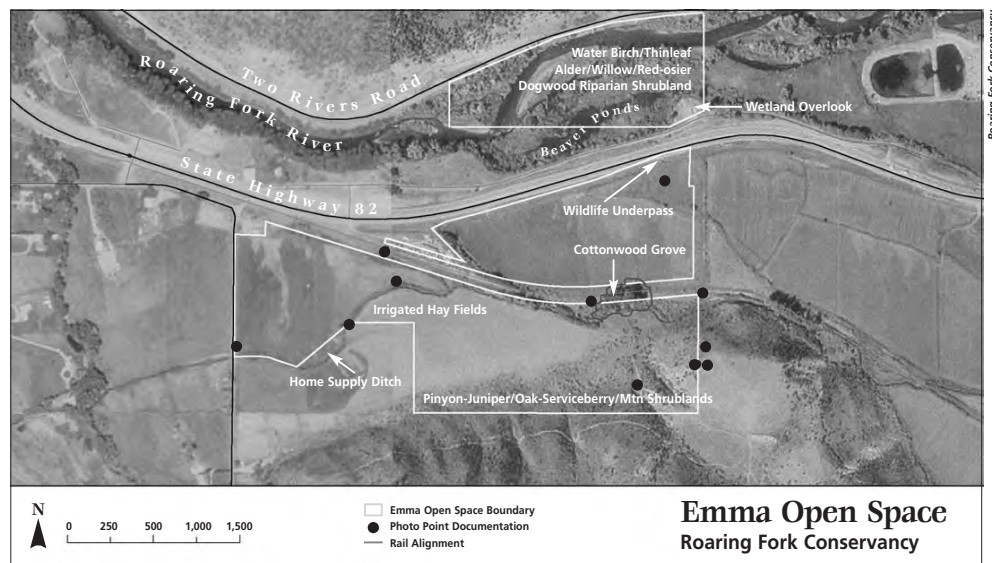 Two Rivers Road
Roaring Fork River
Water Birch/Thinleaf
Alder/Willow/Red-osier
Dogwood Riparian Shrubland
Wetland Overlook
Beaver Ponds
State Highway 82
Wildlife Underpass
Cottonwood Grove
Irrigated Hay Fields
Home Supply Ditch
Pinyon-Juniper/Oak-Serviceberry/Mtn Shrublands
Roaring Fork Conservancy
N
0 250 500 1,000 1,500
Emma Open Space Boundary
Photo Point Documentation
Rail Alignment
Emma Open Space
Roaring Fork Conservancy